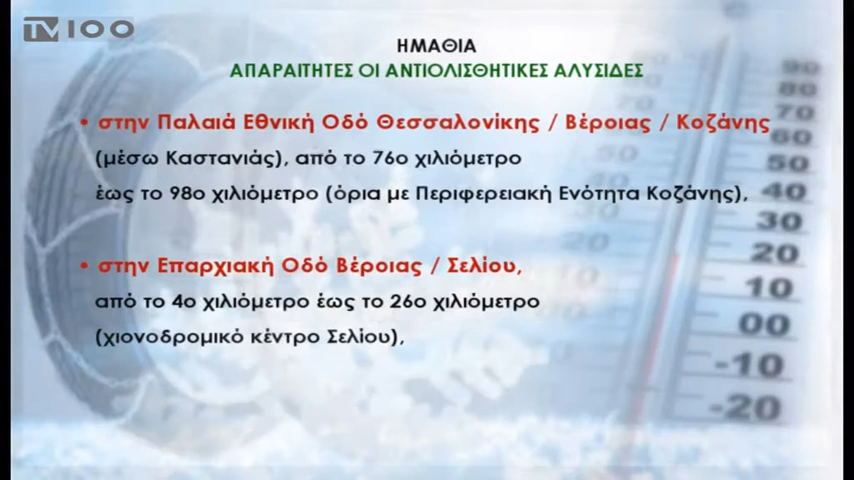 TV100
ΗΜΑΘΙΑ
ΑΠΑΡΑΙΤΗΤΕΣ ΟΙ ΑΝΤΙΟΛΙΣΘΗΤΙΚΕΣ ΑΛΥΣΙΔΕΣ
• στην Παλαιά Εθνική Οδό Θεσσαλονίκης / Βέροιας / Κοζάνης
(μέσω Καστανιάς), από το 76ο χιλιόμετρο
έως το 98ο χιλιόμετρο (όρια με Περιφερειακή Ενότητα Κοζάνης),
• στην Επαρχιακή Οδό Βέροιας / Σελίου,
από το 4ο χιλιόμετρο έως το 26ο χιλιόμετρο
(χιονοδρομικό κέντρο Σελίου),
90
80
70
60
50
40
30
20
10
00
-10
-20